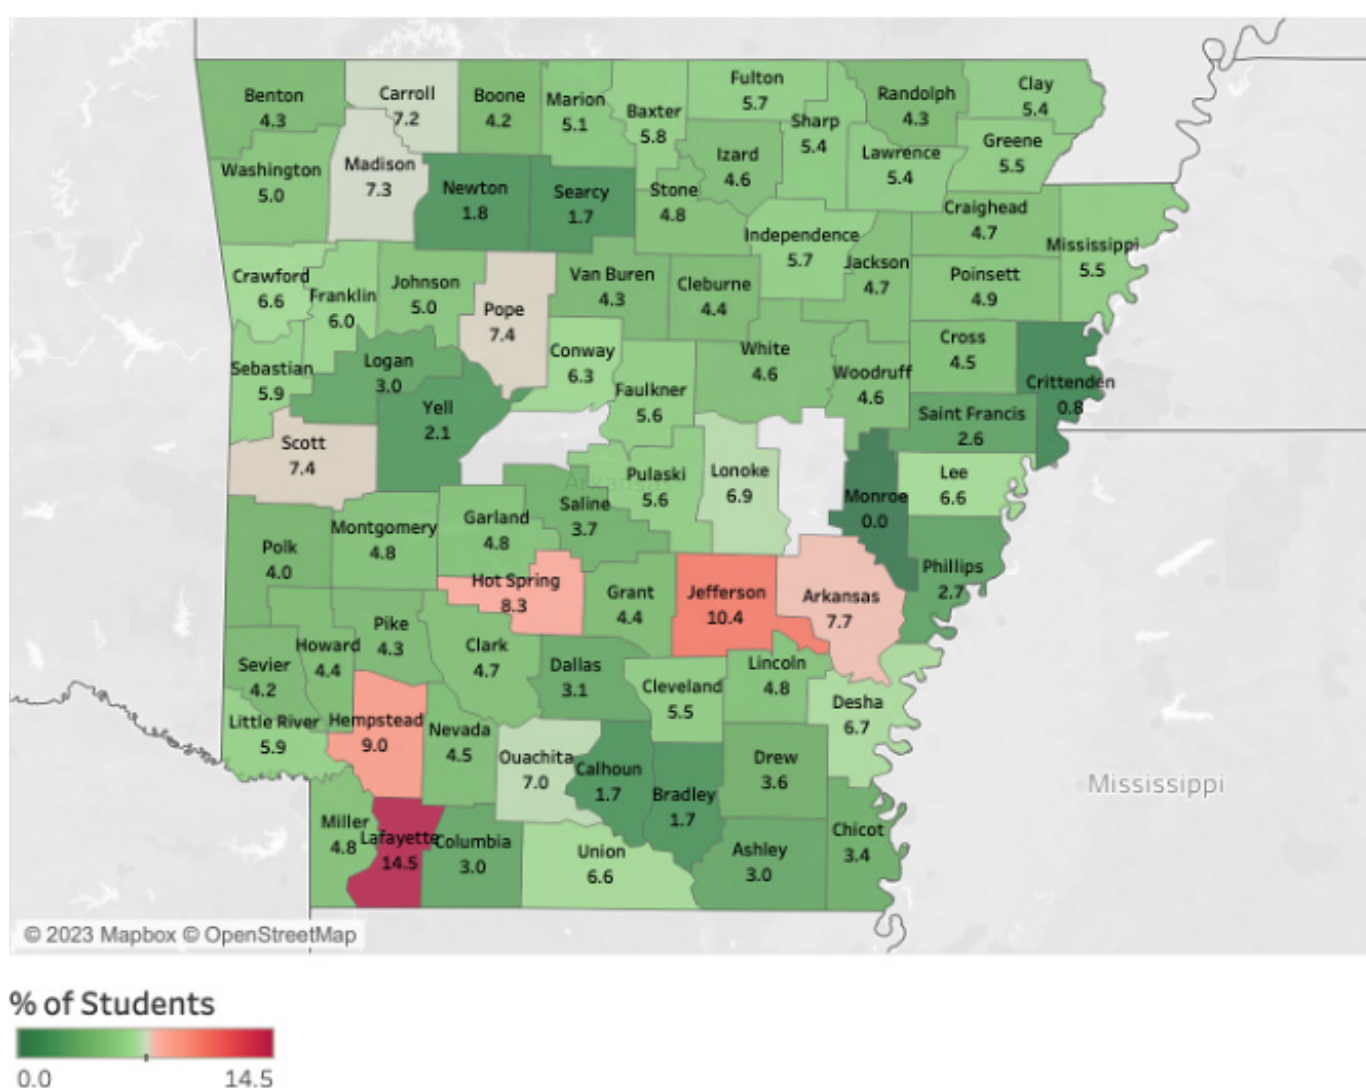 Benton
4.3
Carroll
7.2
Boone
4.2
Marion
5.1
Baxter
5.8
Fulton
5.7
Sharp
5.4
Randolph
4.3
Clay
5.4
Greene
5.5
Lawrence
5.4
Izard
4.6
Washington
5.0
Madison
7.3
Newton
1.8
Searcy
1.7
Stone
4.8
Independence
5.7
Jackson
4.7
Craighead
4.7
Mississippi
5.5
Poinsett
4.9
Crawford
6.6
Franklin
6.0
Johnson
5.0
Pope
7.4
Van Buren
4.3
Cleburne
4.4
Conway
6.3
White
4.6
Woodruff
4.6
Cross
4.5
Crittenden
0.8
Sebastian
5.9
Logan
3.0
Yell
2.1
Faulkner
5.6
Saint Francis
2.6
Scott
7.4
Arkansas
Pulaski
5.6
Lonoke
6.9
Lee
6.6
Monroe
0.0
Saline
3.7
Garland
4.8
Montgomery
4.8
Polk
4.0
Hot Spring
8.3
Grant
4.4
Jefferson
10.4
Arkansas
7.7
Phillips
2.7
Pike
4.3
Howard
4.4
Sevier
4.2
Clark
4.7
Dallas
3.1
Cleveland
5.5
Lincoln
4.8
Desha
6.7
Little River
5.9
Hempstead
9.0
Nevada
4.5
Ouachita
7.0
Calhoun
1.7
Bradley
1.7
Drew
3.6
Mississippi
Miller
4.8
Lafayette
14.5
Columbia
3.0
Union
6.6
Ashley
3.0
Chicot
3.4
© 2023 Mapbox © OpenStreetMap
% of Students
0.0
14.5